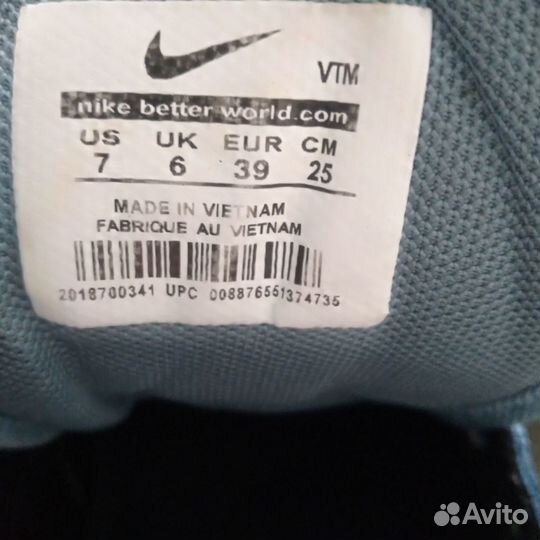 VTM
nike better world.com
US UK EUR CM
7 6 39 25
MADE IN VIETNAM
FABRIQUE AU VIETNAM
2018700341 UPC 008876551374735
Avito